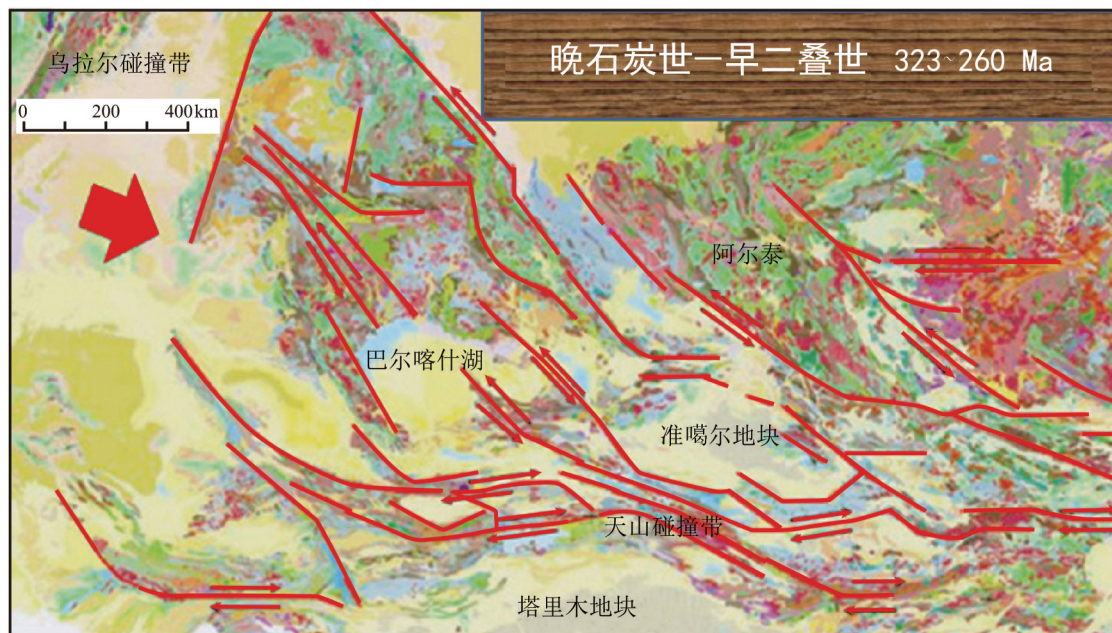 晚石炭世—早二叠世 323~260 Ma
乌拉尔碰撞带
0 200 400km
阿尔泰
巴尔喀什湖
准噶尔地块
天山碰撞带
塔里木地块